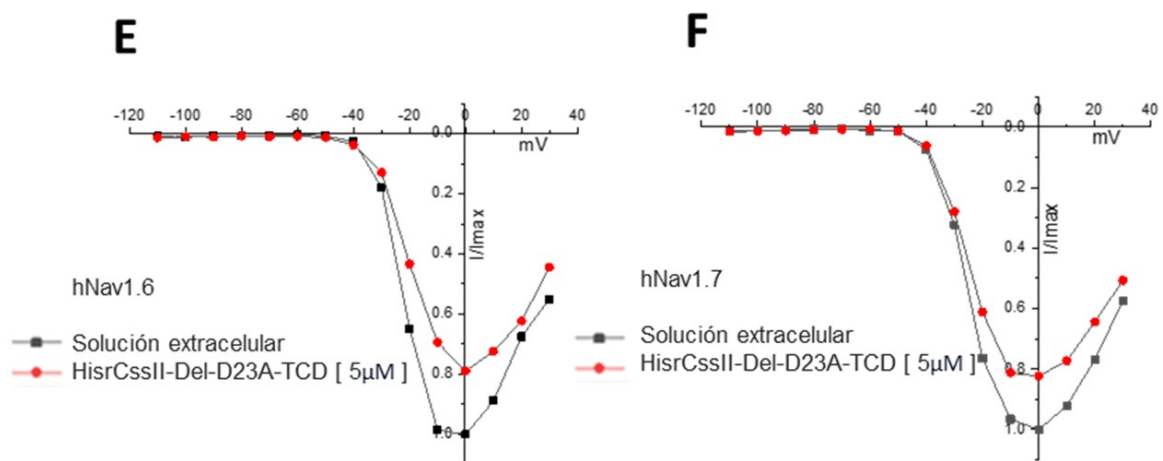 E
-120 -100 -80 -60 -40 -20 0 20 40
0.0
mV
0.2
I/Imax
0.4
0.6
0.8
1.0
hNav1.6
Solución extracelular
HisrCssII-Del-D23A-TCD [ 5μM ]
F
-120 -100 -80 -60 -40 -20 0 20 40
0.0
mV
0.2
I/Imax
0.4
0.6
0.8
1.0
hNav1.7
Solución extracelular
HisrCssII-Del-D23A-TCD [ 5μM ]